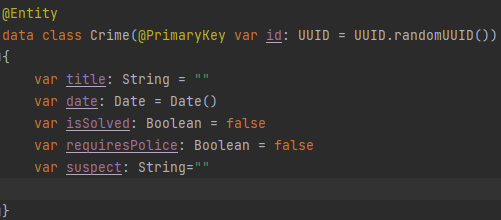 @Entity
data class Crime(@PrimaryKey var id: UUID = UUID.randomUUID())
{
var title: String = ""
var date: Date = Date()
var isSolved: Boolean = false
var requiresPolice: Boolean = false
var suspect: String=""
}